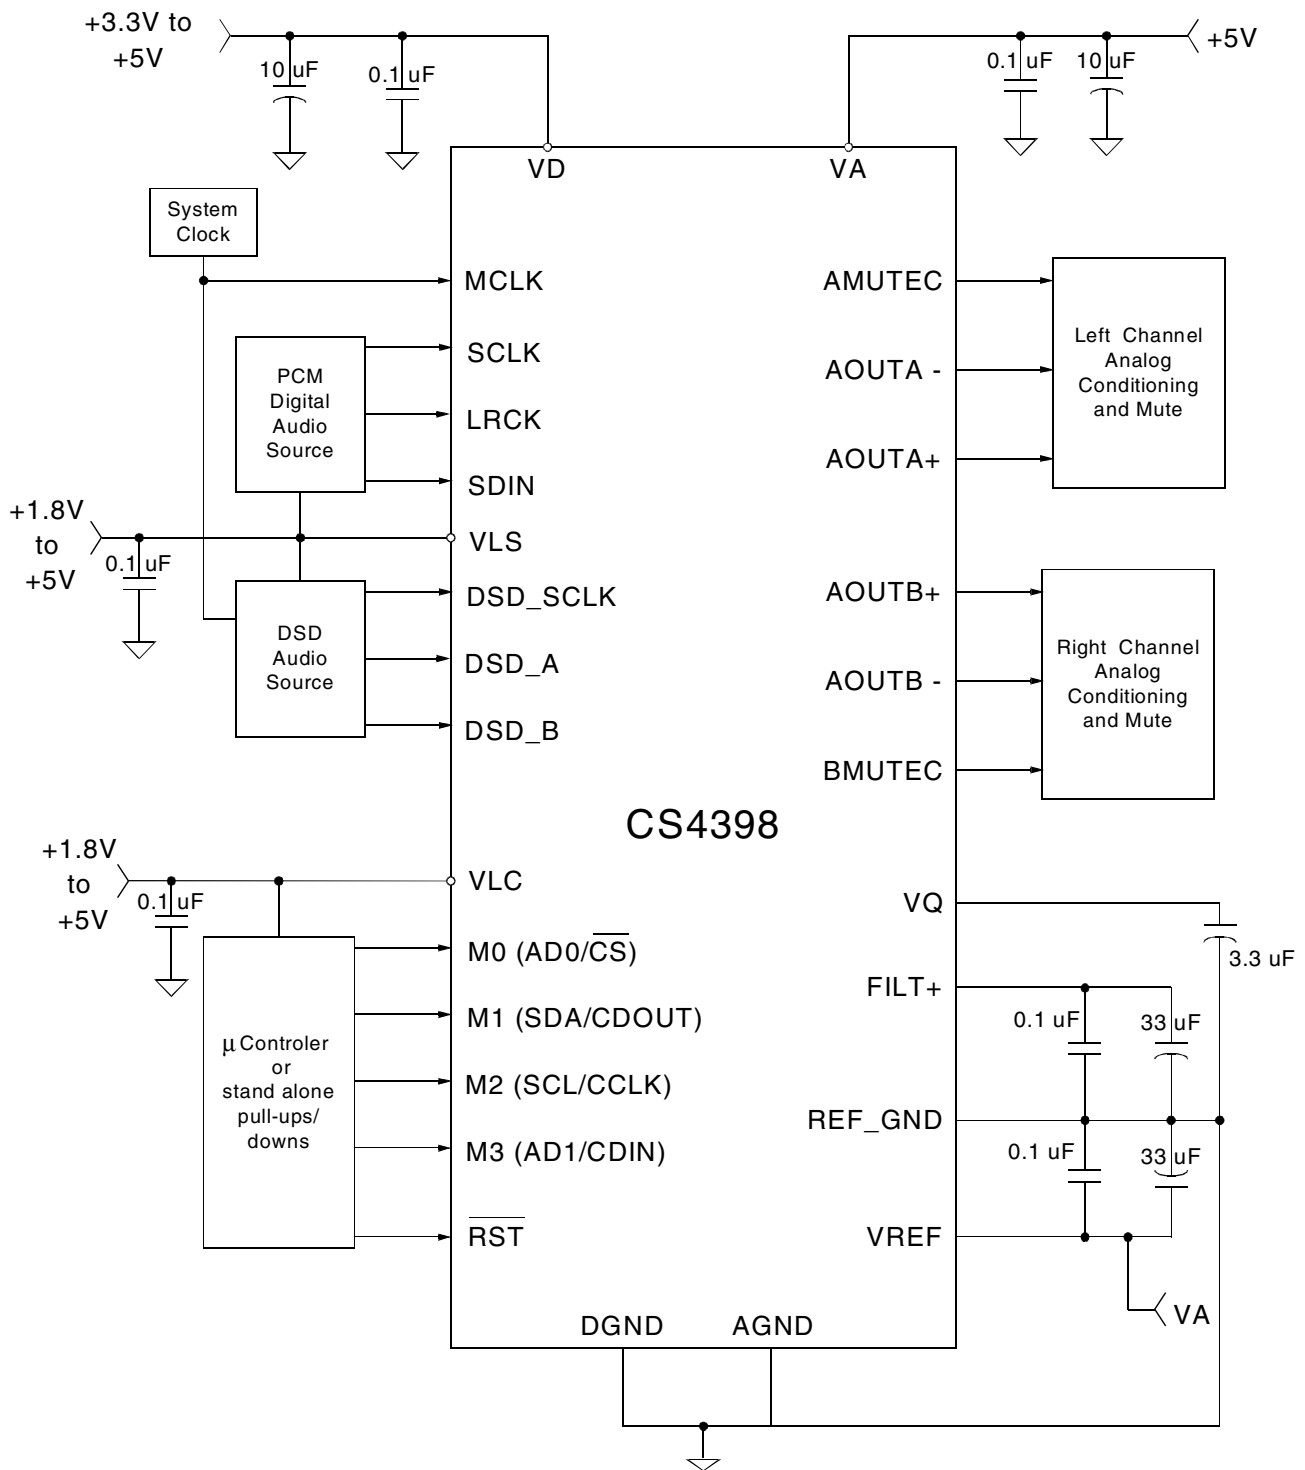 +3.3V to
+5V
10 uF
0.1 uF
0.1 uF
10 uF
+5V
VD
VA
System
Clock
MCLK
SCLK
LRCK
SDIN
VLS
DSD_SCLK
DSD_A
DSD_B
PCM
Digital
Audio
Source
+1.8V
to
+5V
0.1 uF
DSD
Audio
Source
AMUTEC
AOUTA -
AOUTA+
Left Channel
Analog
Conditioning
and Mute
AOUTB+
AOUTB -
BMUTEC
Right Channel
Analog
Conditioning
and Mute
CS4398
+1.8V
to
+5V
0.1 uF
VLC
M0 (AD0/CS)
M1 (SDA/CDOUT)
M2 (SCL/CCLK)
M3 (AD1/CDIN)
RST
µ Controler
or
stand alone
pull-ups/
downs
VQ
3.3 uF
FILT+
0.1 uF
33 uF
REF_GND
0.1 uF
33 uF
VREF
VA
DGND
AGND